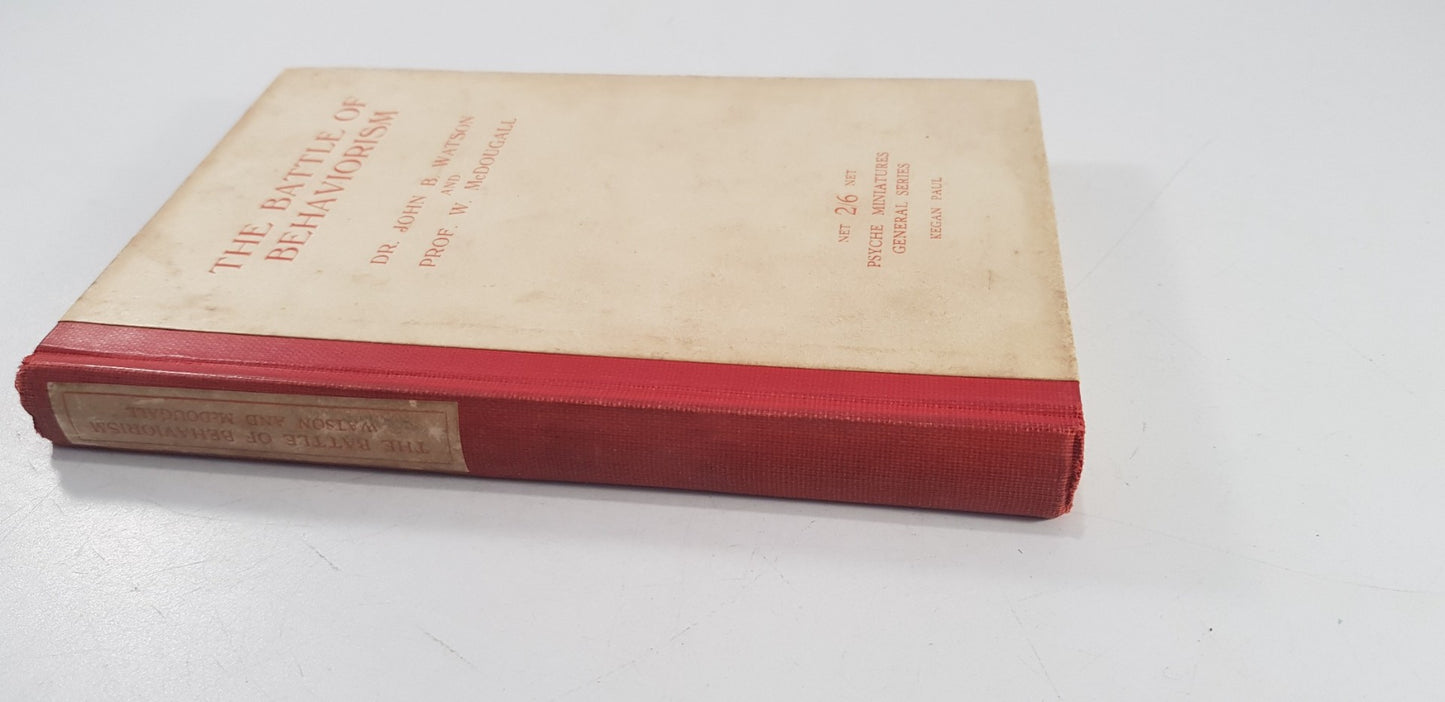 THE BATTLE OF
BEHAVIORISM
DR. JOHN B. WATSON
AND
PROF. W. McDOUGALL
NET 2/6 NET
PSYCHE MINIATURES
GENERAL SERIES
KEGAN PAUL
THE BATTLE OF BEHAVIORISM
WATSON AND McDOUGALL